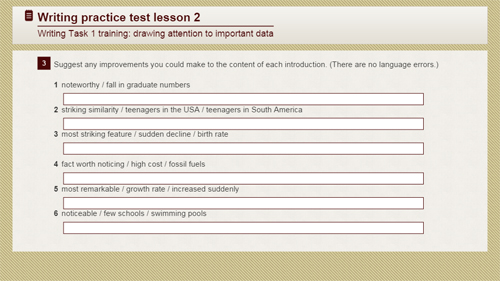 Writing practice test lesson 2
Writing Task 1 training: drawing attention to important data
3 Suggest any improvements you could make to the content of each introduction. (There are no language errors.)
1 noteworthy / fall in graduate numbers
2 striking similarity / teenagers in the USA / teenagers in South America
3 most striking feature / sudden decline / birth rate
4 fact worth noticing / high cost / fossil fuels
5 most remarkable / growth rate / increased suddenly
6 noticeable / few schools / swimming pools